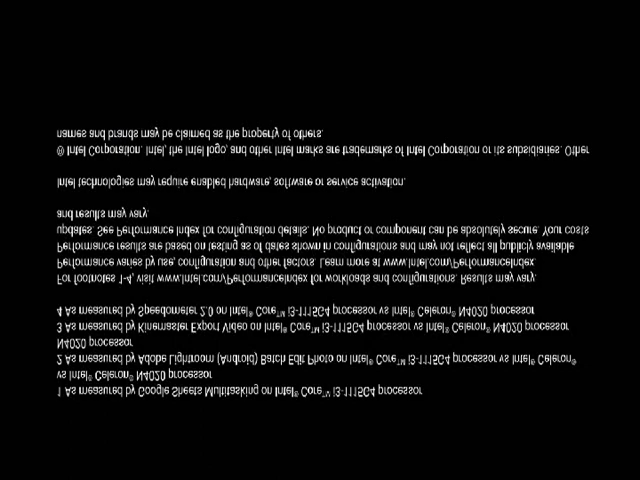 1 As measured by Google Sheets Multitasking on Intel® Core™ i3-1115G4 processor
vs Intel® Celeron® N4020 processor
2 As measured by Adobe Lightroom (Android) Batch Edit Photo on Intel® Core™ i3-1115G4 processor vs Intel® Celeron®
N4020 processor
3 As measured by Kinemaster Export Video on Intel® Core™ i3-1115G4 processor vs Intel® Celeron® N4020 processor
4 As measured by Speedometer 2.0 on Intel® Core™ i3-1115G4 processor vs Intel® Celeron® N4020 processor
For footnotes 1-4, visit www.intel.com/PerformanceIndex for workloads and configurations. Results may vary.
Performance varies by use, configuration and other factors. Learn more at www.Intel.com/PerformanceIndex.
Performance results are based on testing as of dates shown in configurations and may not reflect all publicly available
updates. See Performance Index for configuration details. No product or component can be absolutely secure. Your costs
and results may vary.
Intel technologies may require enabled hardware, software or service activation.
® Intel Corporation. Intel, the Intel logo, and other Intel marks are trademarks of Intel Corporation or its subsidiaries. Other
names and brands may be claimed as the property of others.